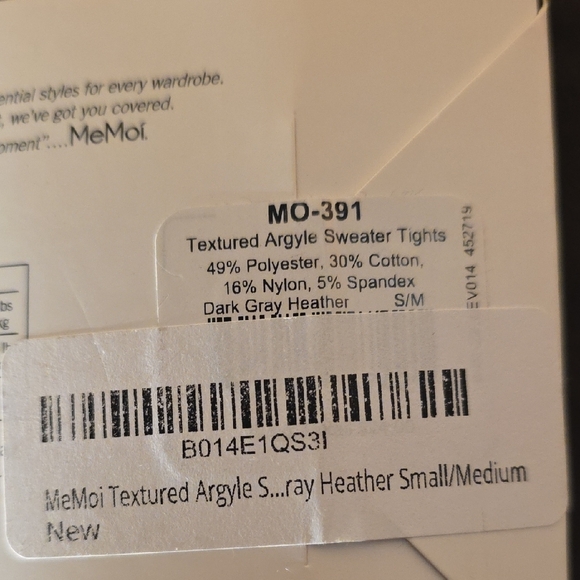 ential styles for every wardrobe.
, we've got you covered.
oment"....MeMoi.
MO-391
Textured Argyle Sweater Tights
49% Polyester, 30% Cotton,
16% Nylon, 5% Spandex
Dark Gray Heather S/M
EV014 452719
bs
kg
B014E1QS3I
MeMoi Textured Argyle S...ray Heather Small/Medium
New